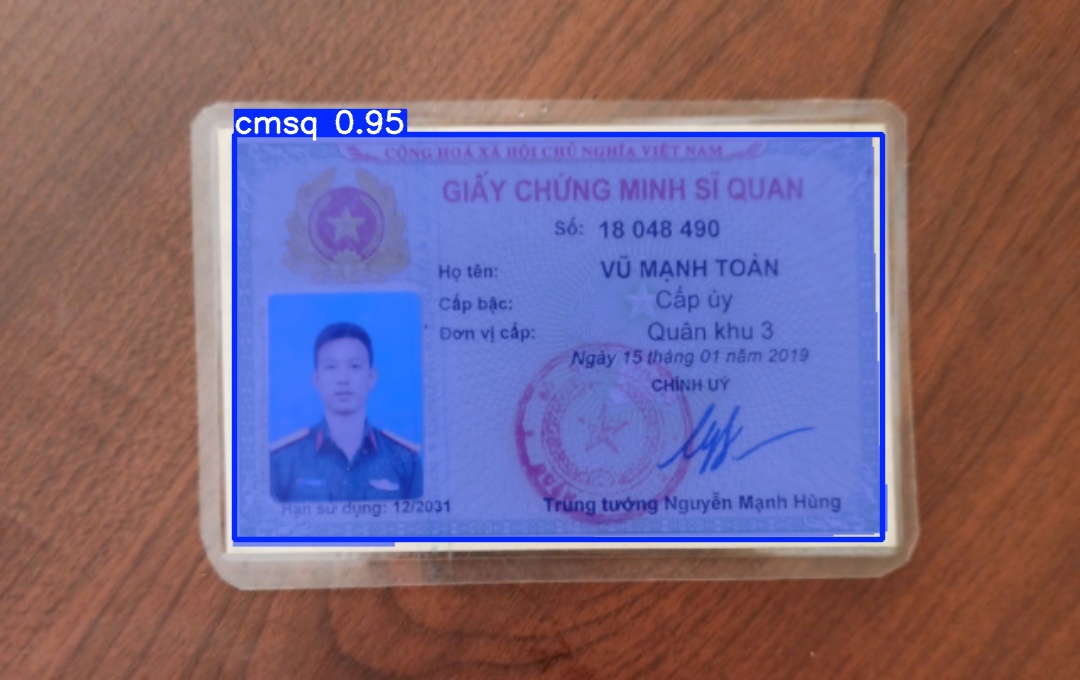 cmsq 0.95
CỘNG HOÀ XÃ HỘI CHỦ NGHĨA VIỆT NAM
GIẤY CHỨNG MINH SĨ QUAN
Số: 18 048 490
Họ tên: VŨ MẠNH TOÀN
Cấp bậc: Cấp úy
Đơn vị cấp: Quân khu 3
Ngày 15 tháng 01 năm 2019
CHÍNH UỶ
Hạn sử dụng: 12/2031
Trung tướng Nguyễn Mạnh Hùng